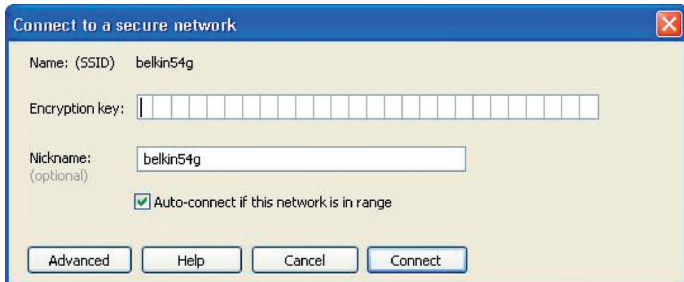 Connect to a secure network
Name: (SSID) belkin54g
Encryption key:
Nickname: belkin54g
(optional)
Auto-connect if this network is in range
Advanced Help Cancel Connect